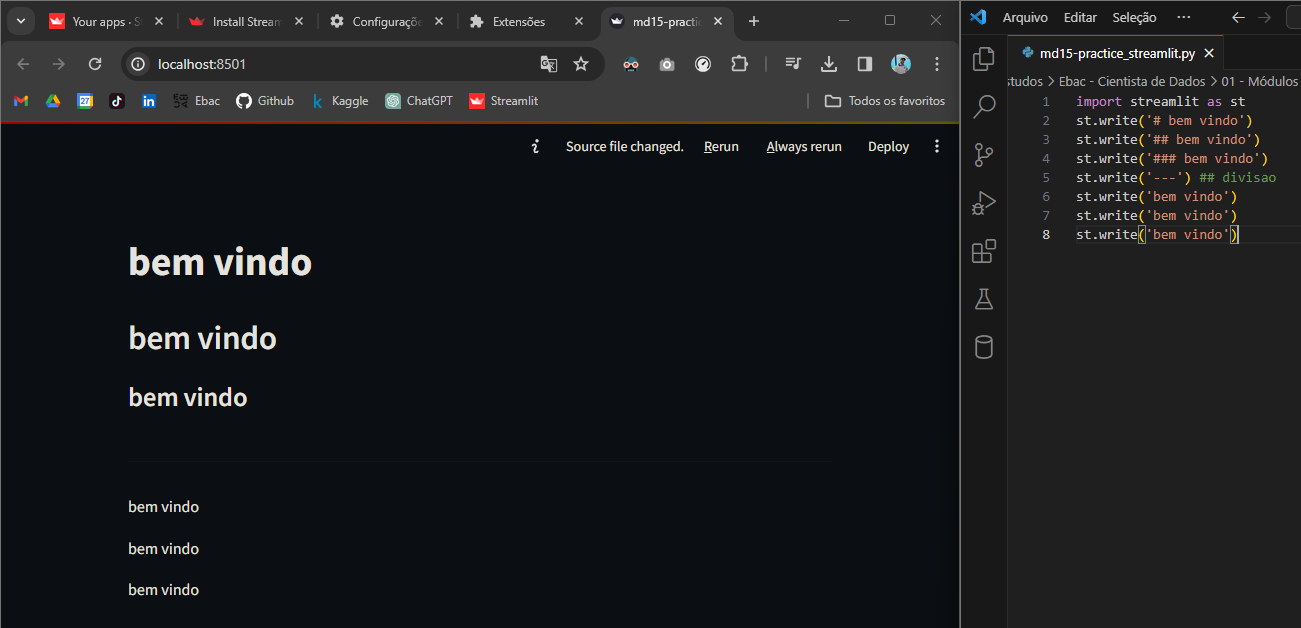 Your apps · S
Install Stream
Configuraçõe
Extensões
md15-practic
localhost:8501
Ebac
Github
Kaggle
ChatGPT
Streamlit
Todos os favoritos
Source file changed.
Rerun
Always rerun
Deploy
bem vindo
bem vindo
bem vindo
bem vindo
bem vindo
bem vindo
Arquivo Editar Seleção ···
md15-practice_streamlit.py
studos > Ebac - Cientista de Dados > 01 - Módulos
1 import streamlit as st
2 st.write('# bem vindo')
3 st.write('## bem vindo')
4 st.write('### bem vindo')
5 st.write('---') ## divisao
6 st.write('bem vindo')
7 st.write('bem vindo')
8 st.write('bem vindo')